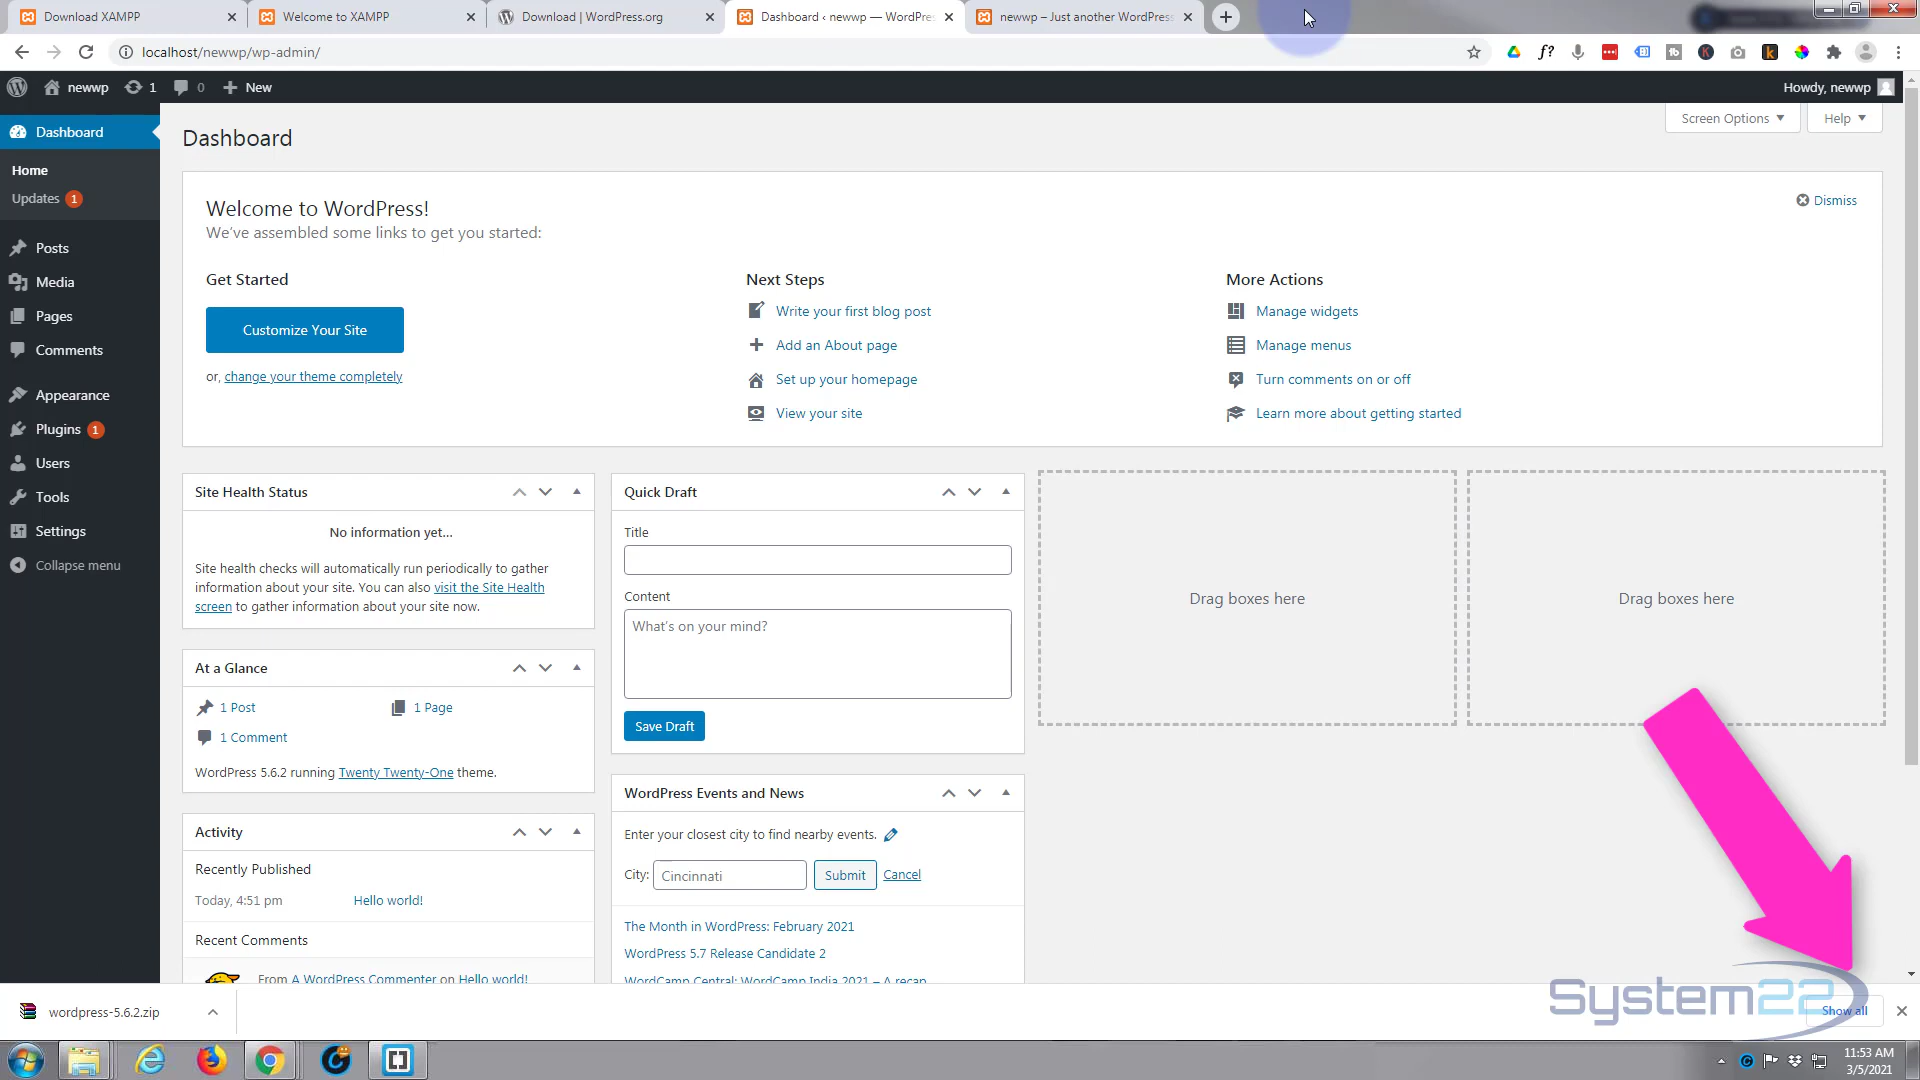 Download XAMPP
Welcome to XAMPP
Download | WordPress.org
Dashboard ‹ newwp — WordPres
newwp – Just another WordPress
localhost/newwp/wp-admin/
newwp
1
0
New
Howdy, newwp
Dashboard
Home
Updates 1
Posts
Media
Pages
Comments
Appearance
Plugins 1
Users
Tools
Settings
Collapse menu
Dashboard
Screen Options
Help
Welcome to WordPress!
Dismiss
We've assembled some links to get you started:
Get Started
Customize Your Site
or, change your theme completely
Next Steps
Write your first blog post
Add an About page
Set up your homepage
View your site
More Actions
Manage widgets
Manage menus
Turn comments on or off
Learn more about getting started
Site Health Status
No information yet...
Site health checks will automatically run periodically to gather
information about your site. You can also visit the Site Health
screen to gather information about your site now.
At a Glance
1 Post
1 Page
1 Comment
WordPress 5.6.2 running Twenty Twenty-One theme.
Activity
Recently Published
Today, 4:51 pm
Hello world!
Recent Comments
From A WordPress Commenter on Hello world!
Quick Draft
Title
Content
What's on your mind?
Save Draft
WordPress Events and News
Enter your closest city to find nearby events.
City: Cincinnati Submit Cancel
The Month in WordPress: February 2021
WordPress 5.7 Release Candidate 2
WordCamp Central: WordCamp India 2021 – A recap
Drag boxes here
Drag boxes here
wordpress-5.6.2.zip
System22
Show all
11:53 AM
3/5/2021